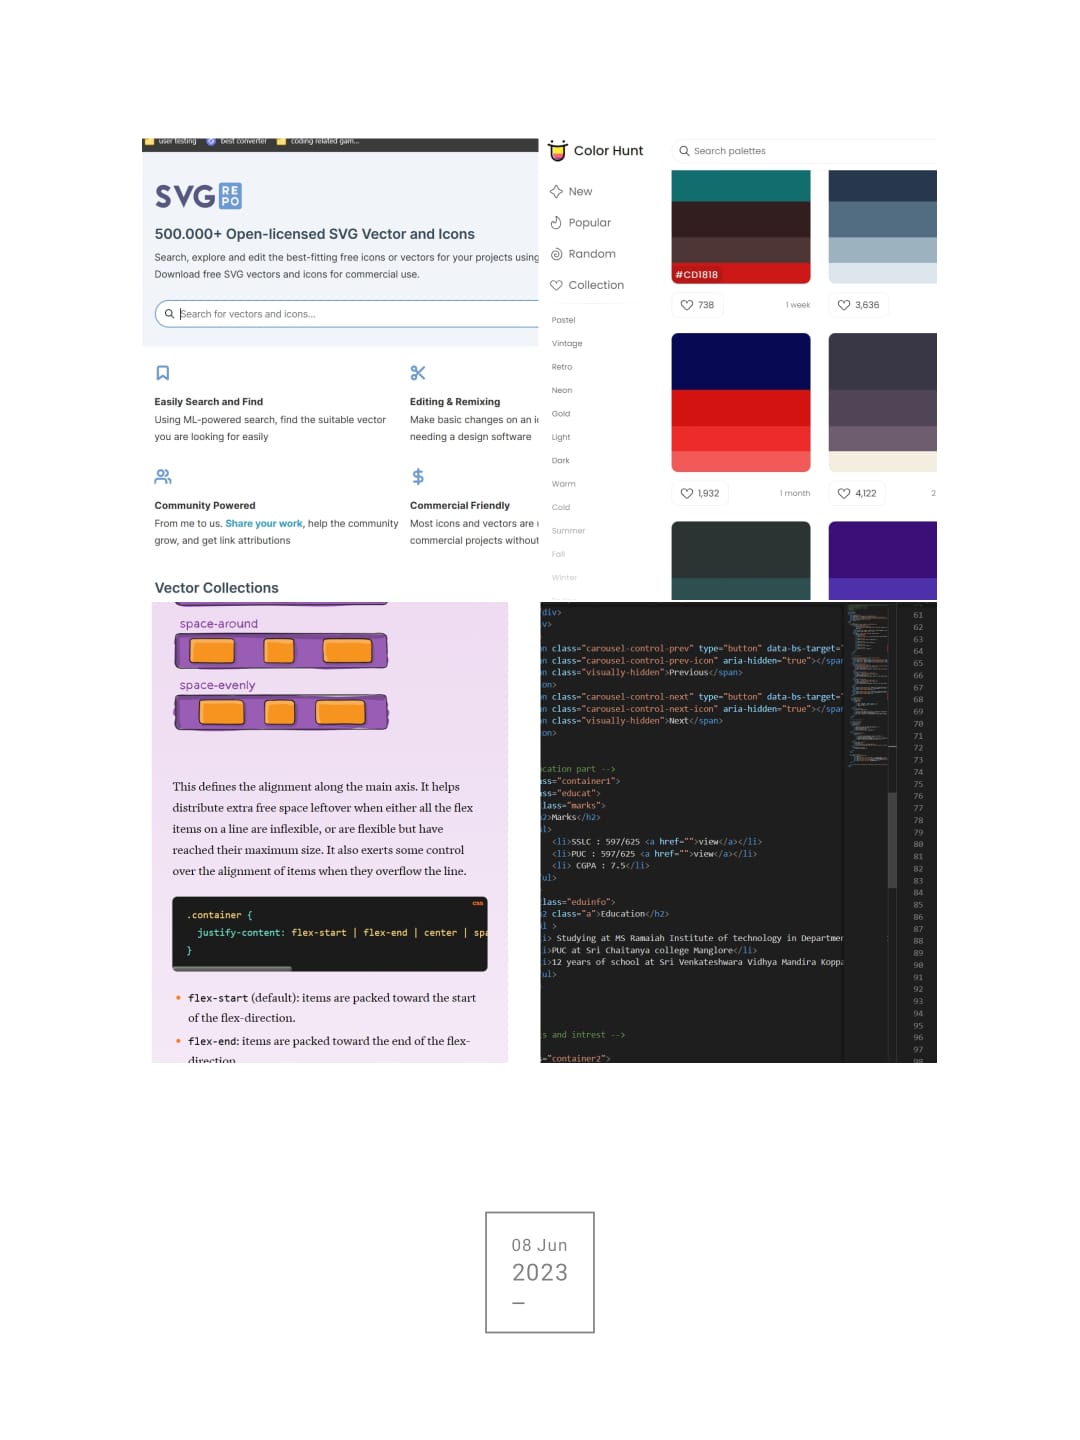 user testing best converter coding related gam...
SVG RE PO
500.000+ Open-licensed SVG Vector and Icons
Search, explore and edit the best-fitting free icons or vectors for your projects using
Download free SVG vectors and icons for commercial use.
Search for vectors and icons...
Easily Search and Find
Using ML-powered search, find the suitable vector
you are looking for easily
Editing & Remixing
Make basic changes on an ic
needing a design software
Community Powered
From me to us. Share your work, help the community
grow, and get link attributions
Commercial Friendly
Most icons and vectors are
commercial projects without
Vector Collections
Color Hunt
Search palettes
New
Popular
Random
Collection
Pastel
Vintage
Retro
Neon
Gold
Light
Dark
Warm
Cold
Summer
Fall
Winter
#CD1818
738 1 week
3,636
1,932 1 month
4,122 2
space-around
space-evenly
This defines the alignment along the main axis. It helps
distribute extra free space leftover when either all the flex
items on a line are inflexible, or are flexible but have
reached their maximum size. It also exerts some control
over the alignment of items when they overflow the line.
css
.container {
justify-content: flex-start | flex-end | center | spa
}
• flex-start (default): items are packed toward the start
of the flex-direction.
• flex-end: items are packed toward the end of the flex-
direction
div>
v>
n class="carousel-control-prev" type="button" data-bs-target="
n class="carousel-control-prev-icon" aria-hidden="true"></spar
n class="visually-hidden">Previous</span>
on>
n class="carousel-control-next" type="button" data-bs-target="
n class="carousel-control-next-icon" aria-hidden="true"></spar
n class="visually-hidden">Next</span>
on>
cation part -->
ss="container1">
ss="educat">
lass="marks">
2>Marks</h2>
l>
<li>SSLC : 597/625 <a href="">view</a></li>
<li>PUC : 597/625 <a href="">view</a></li>
<li> CGPA : 7.5</li>
ul>
lass="eduinfo">
2 class="a">Education</h2>
l >
i> Studying at MS Ramaiah Institute of technology in Departmer
i>PUC at Sri Chaitanya college Manglore</li>
i>12 years of school at Sri Venkateshwara Vidhya Mandira Koppa
ul>
s and intrest -->
="container2">
61
62
63
64
65
66
67
68
69
70
71
72
73
74
75
76
77
78
79
80
81
82
83
84
85
86
87
88
89
90
91
92
93
94
95
96
97
98
08 Jun
2023
–